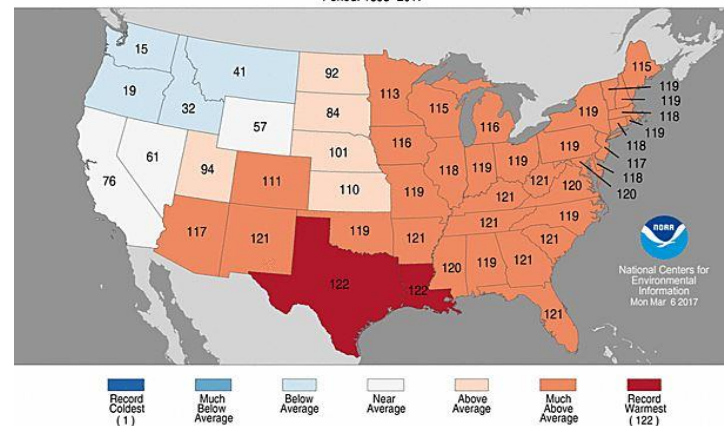 Period: 1895–2017
15
41
92
113
115
19
32
84
115
116
119
119
119
57
118
101
116
119
119
118
76
61
94
118
119
119
119
117
118
120
111
110
119
121
121
120
117
121
119
121
121
119
121
122
122
120
119
121
121
NOAA
National Centers for
Environmental
Information
Mon Mar 6 2017
Record
Coldest
(1)
Much
Below
Average
Below
Average
Near
Average
Above
Average
Much
Above
Average
Record
Warmest
(122)